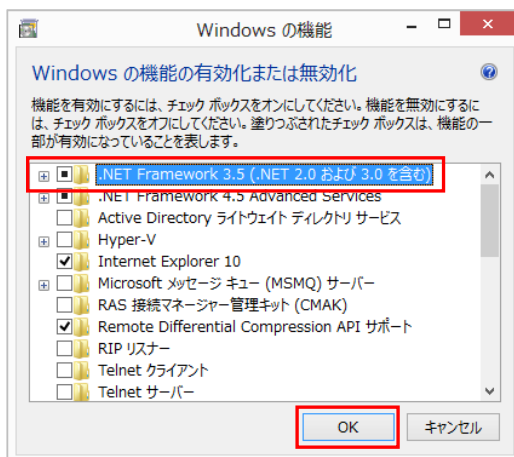 Windows の機能
Windows の機能の有効化または無効化
機能を有効にするには、チェック ボックスをオンにしてください。機能を無効にするに
は、チェック ボックスをオフにしてください。塗りつぶされたチェック ボックスは、機能の一
部が有効になっていることを表します。
.NET Framework 3.5 (.NET 2.0 および 3.0 を含む)
.NET Framework 4.5 Advanced Services
Active Directory ライトウェイト ディレクトリ サービス
Hyper-V
Internet Explorer 10
Microsoft メッセージ キュー (MSMQ) サーバー
RAS 接続マネージャー管理キット (CMAK)
Remote Differential Compression API サポート
RIP リスナー
Telnet クライアント
Telnet サーバー
OK
キャンセル